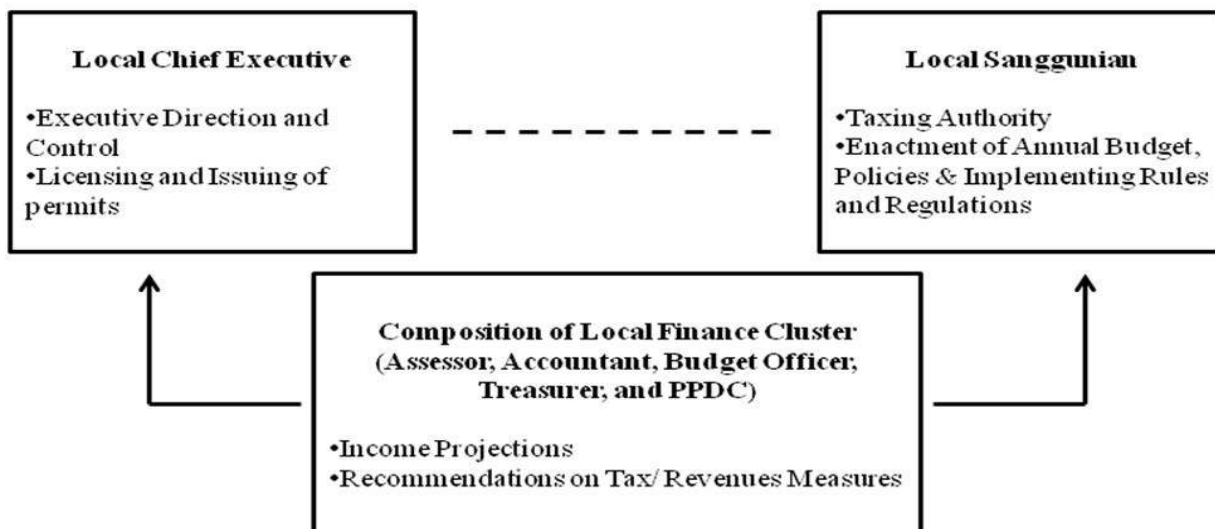 Local Chief Executive
•Executive Direction and
Control
•Licensing and Issuing of
permits
Local Sanggunian
•Taxing Authority
•Enactment of Annual Budget,
Policies & Implementing Rules
and Regulations
Composition of Local Finance Cluster
(Assessor, Accountant, Budget Officer,
Treasurer, and PPDC)
•Income Projections
•Recommendations on Tax/ Revenues Measures